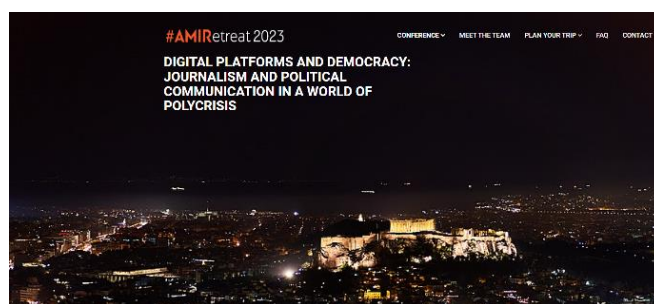 #AMIRetreat 2023
CONFERENCE MEET THE TEAM PLAN YOUR TRIP FAQ CONTACT
DIGITAL PLATFORMS AND DEMOCRACY:
JOURNALISM AND POLITICAL
COMMUNICATION IN A WORLD OF
POLYCRISIS